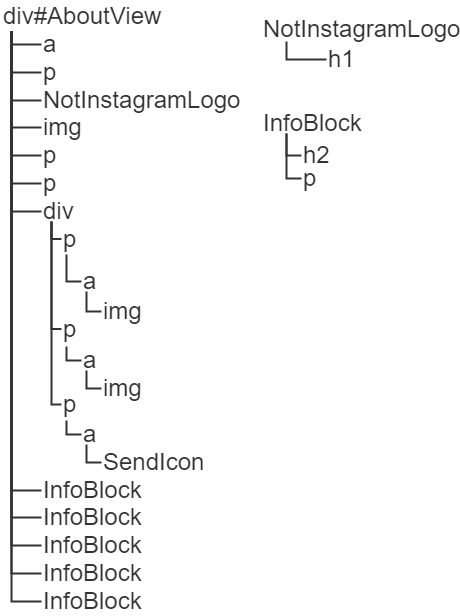 div#AboutView
a
p
NotInstagramLogo
img
p
p
div
p
a
img
p
a
img
p
a
SendIcon
InfoBlock
InfoBlock
InfoBlock
InfoBlock
InfoBlock
NotInstagramLogo
h1
InfoBlock
h2
p